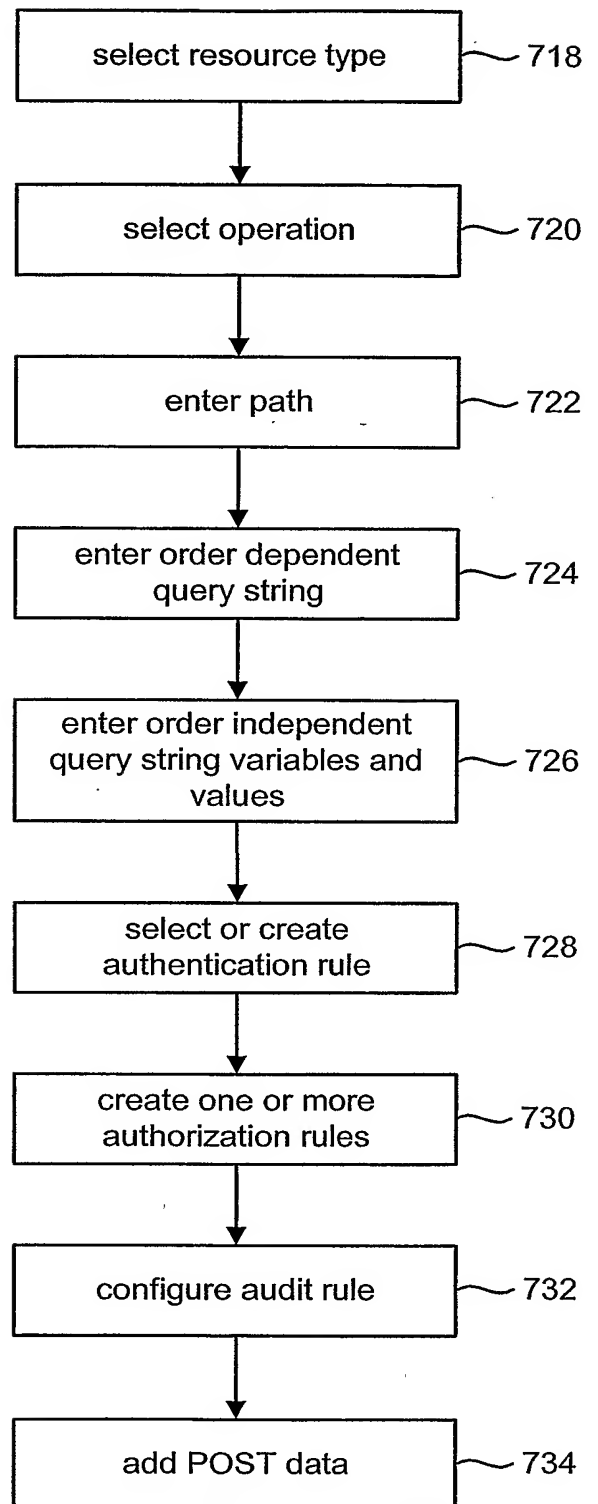 select resource type
718
select operation
720
enter path
722
enter order dependent
query string
724
enter order independent
query string variables and
values
726
select or create
authentication rule
728
create one or more
authorization rules
730
configure audit rule
732
add POST data
734